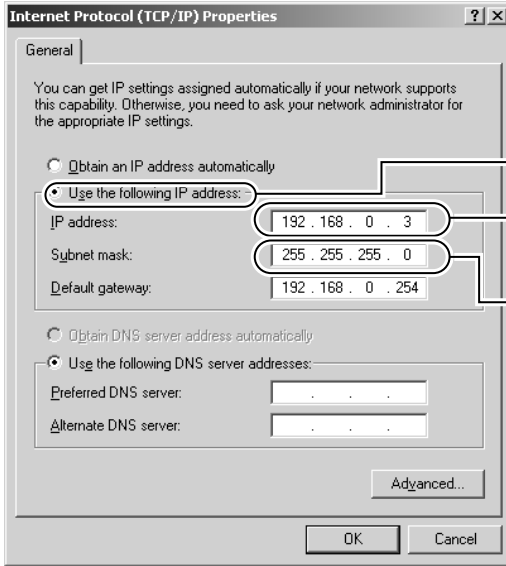 Internet Protocol (TCP/IP) Properties
General
You can get IP settings assigned automatically if your network supports
this capability. Otherwise, you need to ask your network administrator for
the appropriate IP settings.
Obtain an IP address automatically
Use the following IP address:
IP address: 192 . 168 . 0 . 3
Subnet mask: 255 . 255 . 255 . 0
Default gateway: 192 . 168 . 0 . 254
Obtain DNS server address automatically
Use the following DNS server addresses:
Preferred DNS server: . . .
Alternate DNS server: . . .
Advanced...
OK Cancel